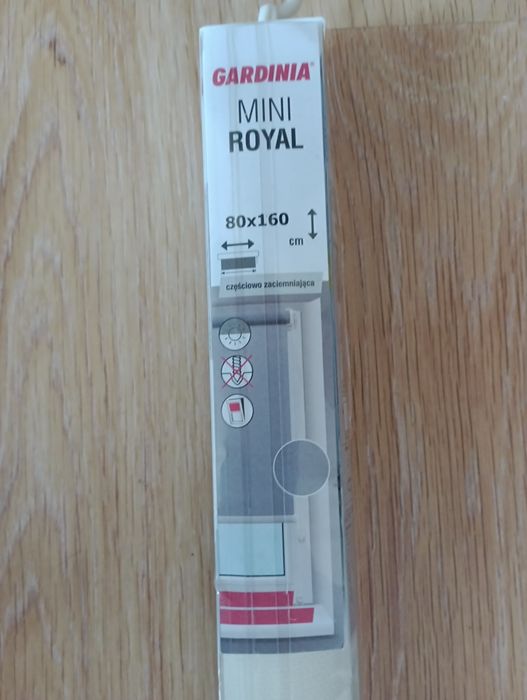 GARDINIA®
MINI
ROYAL
80x160
cm
częściowo zaciemniająca